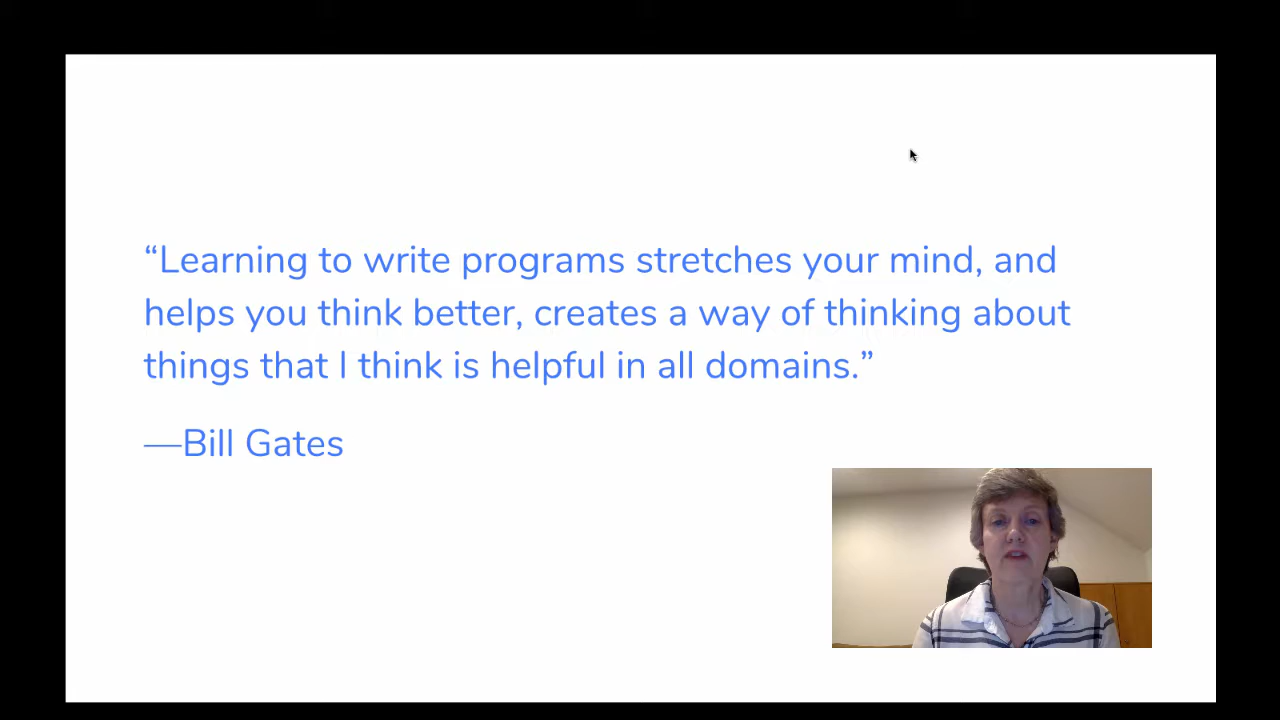 “Learning to write programs stretches your mind, and
helps you think better, creates a way of thinking about
things that I think is helpful in all domains.”
—Bill Gates